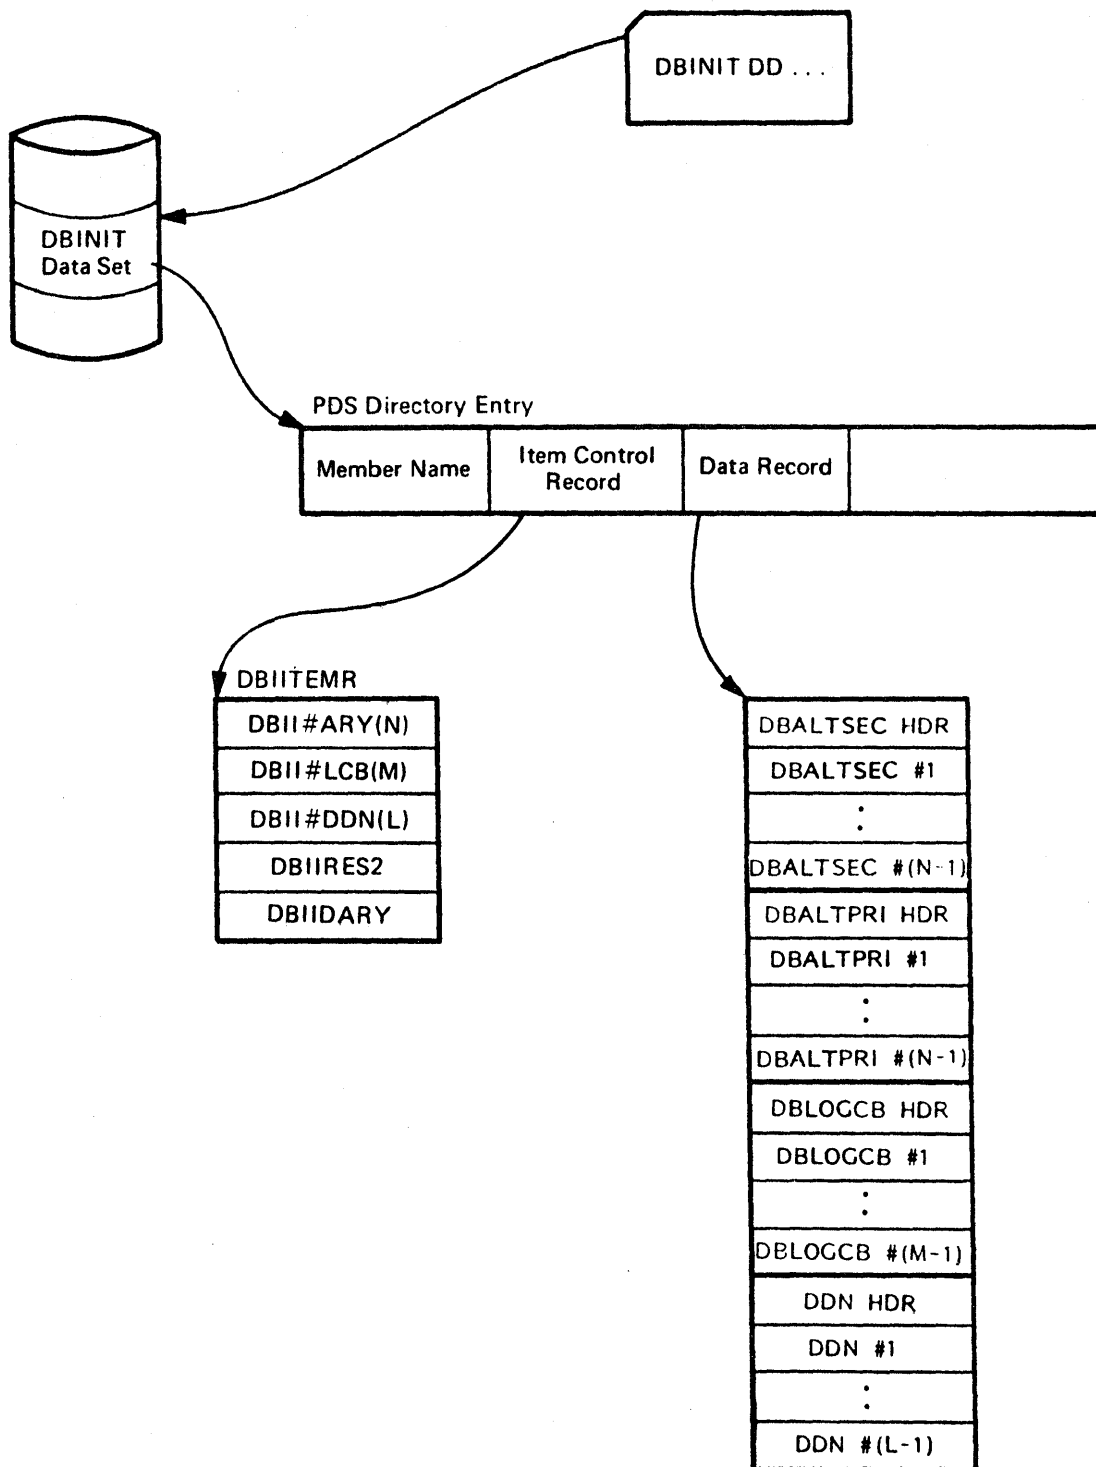 DBINIT DD . . .
DBINIT
Data Set
PDS Directory Entry
Member Name
Item Control
Record
Data Record
DBIITEMR
DBII#ARY(N)
DBII#LCB(M)
DBII#DDN(L)
DBIIRES2
DBIIDARY
DBALTSEC HDR
DBALTSEC #1
:
DBALTSEC #(N-1)
DBALTPRI HDR
DBALTPRI #1
:
DBALTPRI #(N-1)
DBLOGCB HDR
DBLOGCB #1
:
DBLOGCB #(M-1)
DDN HDR
DDN #1
:
DDN #(L-1)